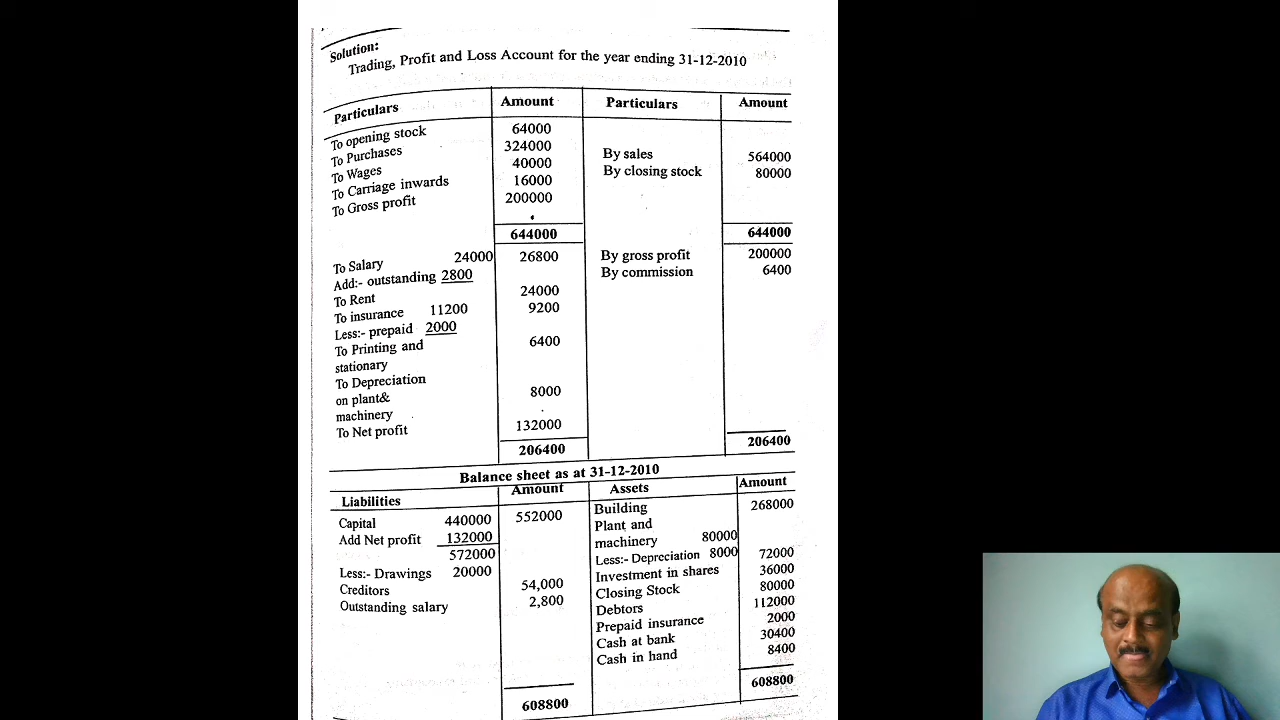 Solution:
Trading, Profit and Loss Account for the year ending 31-12-2010
Particulars Amount Particulars Amount
To opening stock 64000
To Purchases 324000 By sales 564000
To Wages 40000 By closing stock 80000
To Carriage inwards 16000
To Gross profit 200000
644000 644000
To Salary 24000 26800 By gross profit 200000
Add:- outstanding 2800 By commission 6400
To Rent 24000
To insurance 11200 9200
Less:- prepaid 2000
To Printing and 6400
stationary
To Depreciation
on plant& 8000
machinery
To Net profit 132000
206400 206400
Balance sheet as at 31-12-2010
Liabilities Amount Assets Amount
Capital 440000 552000 Building 268000
Add Net profit 132000 Plant and
572000 machinery 80000
Less:- Drawings 20000 Less:- Depreciation 8000 72000
Creditors 54,000 Investment in shares 36000
Outstanding salary 2,800 Closing Stock 80000
Debtors 112000
Prepaid insurance 2000
Cash at bank 30400
Cash in hand 8400
608800 608800